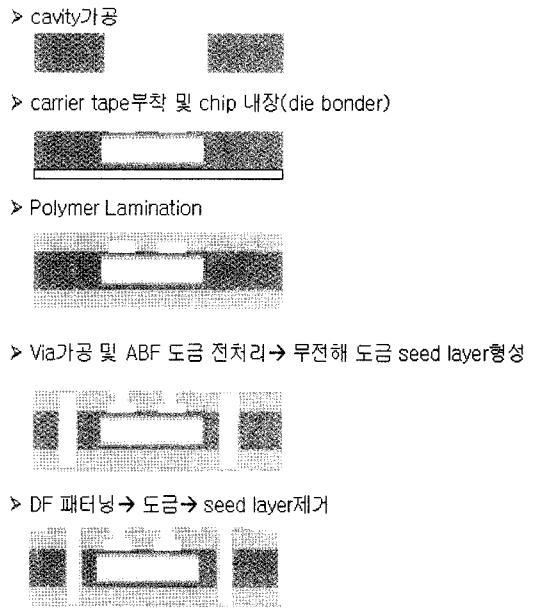 ➢ cavity가공
➢ carrier tape부착 및 chip 내장(die bonder)
➢ Polymer Lamination
➢ Via가공 및 ABF 도금 전처리→ 무전해 도금 seed layer형성
➢ DF 패터닝→ 도금→ seed layer제거